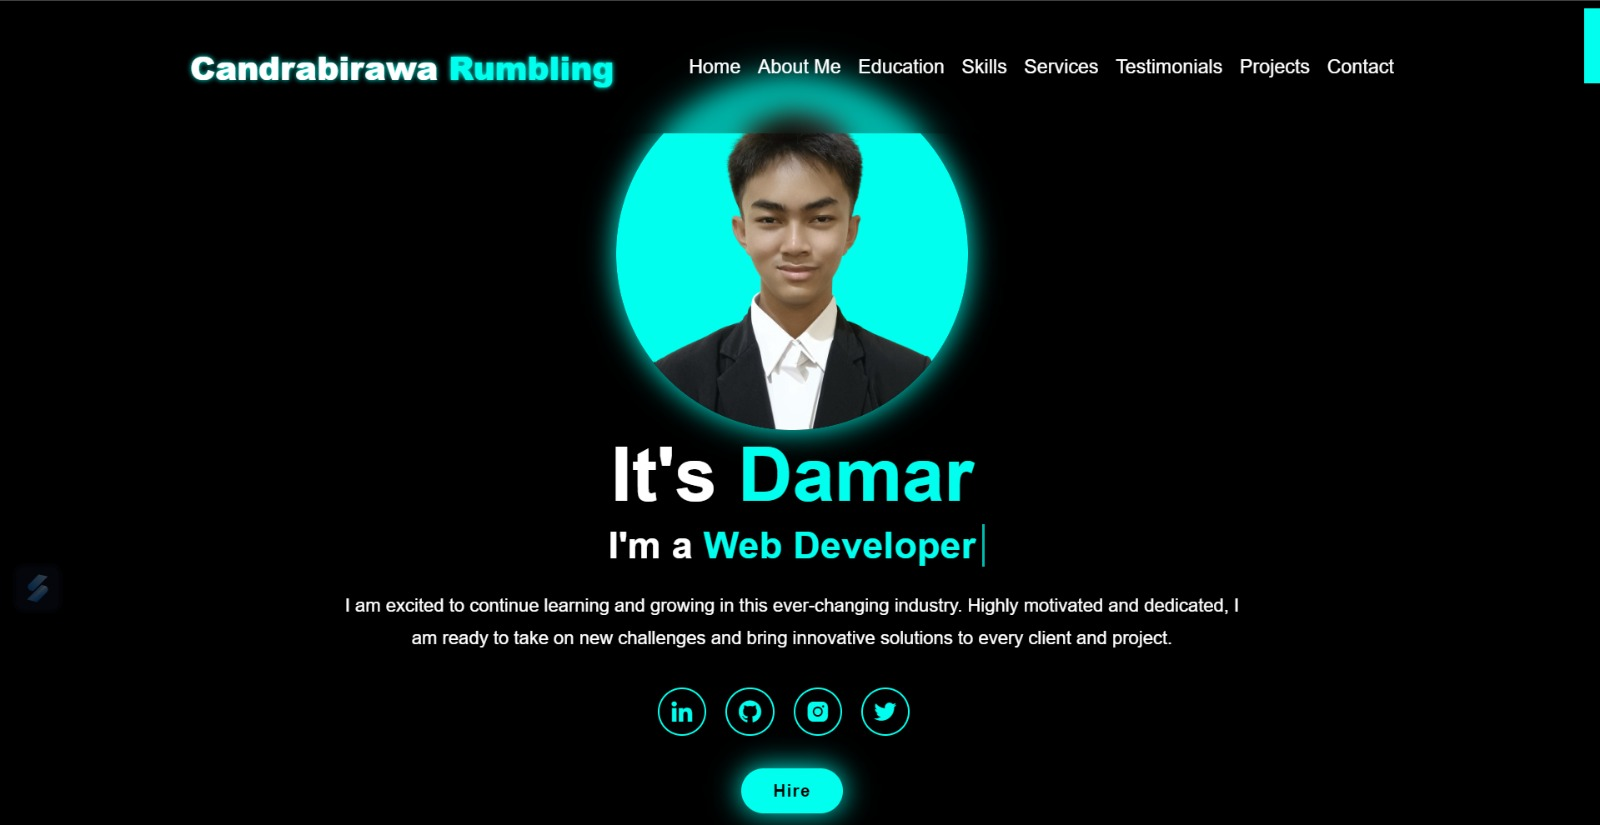 Candrabirawa Rumbling
Home About Me Education Skills Services Testimonials Projects Contact
It's Damar
I'm a Web Developer
I am excited to continue learning and growing in this ever-changing industry. Highly motivated and dedicated, I
am ready to take on new challenges and bring innovative solutions to every client and project.
Hire